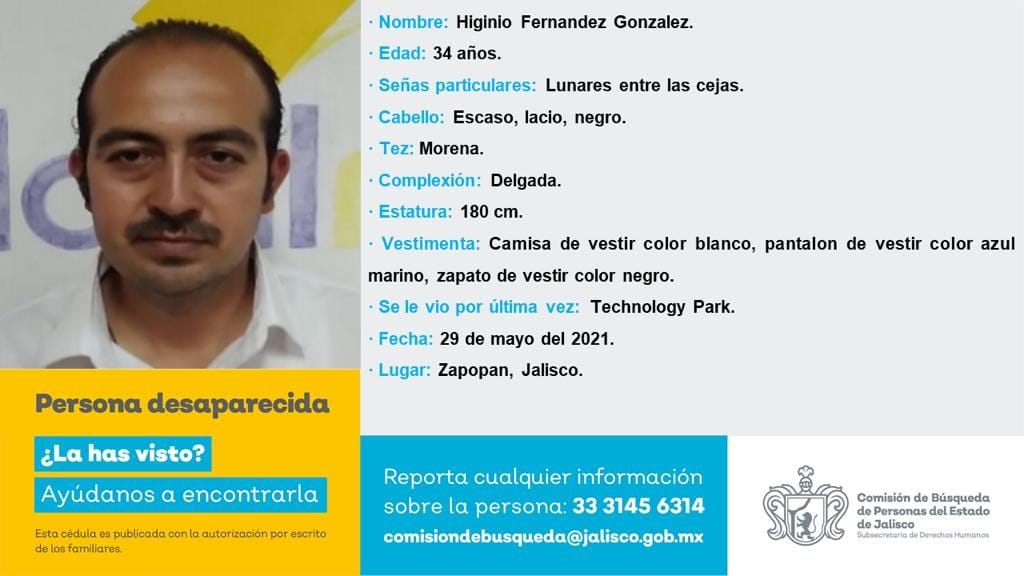 · Nombre: Higinio Fernandez Gonzalez.
· Edad: 34 años.
· Señas particulares: Lunares entre las cejas.
· Cabello: Escaso, lacio, negro.
· Tez: Morena.
· Complexión: Delgada.
· Estatura: 180 cm.
· Vestimenta: Camisa de vestir color blanco, pantalon de vestir color azul
marino, zapato de vestir color negro.
· Se le vio por última vez: Technology Park.
· Fecha: 29 de mayo del 2021.
· Lugar: Zapopan, Jalisco.
Persona desaparecida
¿La has visto?
Ayúdanos a encontrarla
Esta cédula es publicada con la autorización por escrito
de los familiares.
Reporta cualquier información
sobre la persona: 33 3145 6314
comisiondebusqueda@jalisco.gob.mx
Comisión de Búsqueda
de Personas del Estado
de Jalisco
Subsecretaría de Derechos Humanos